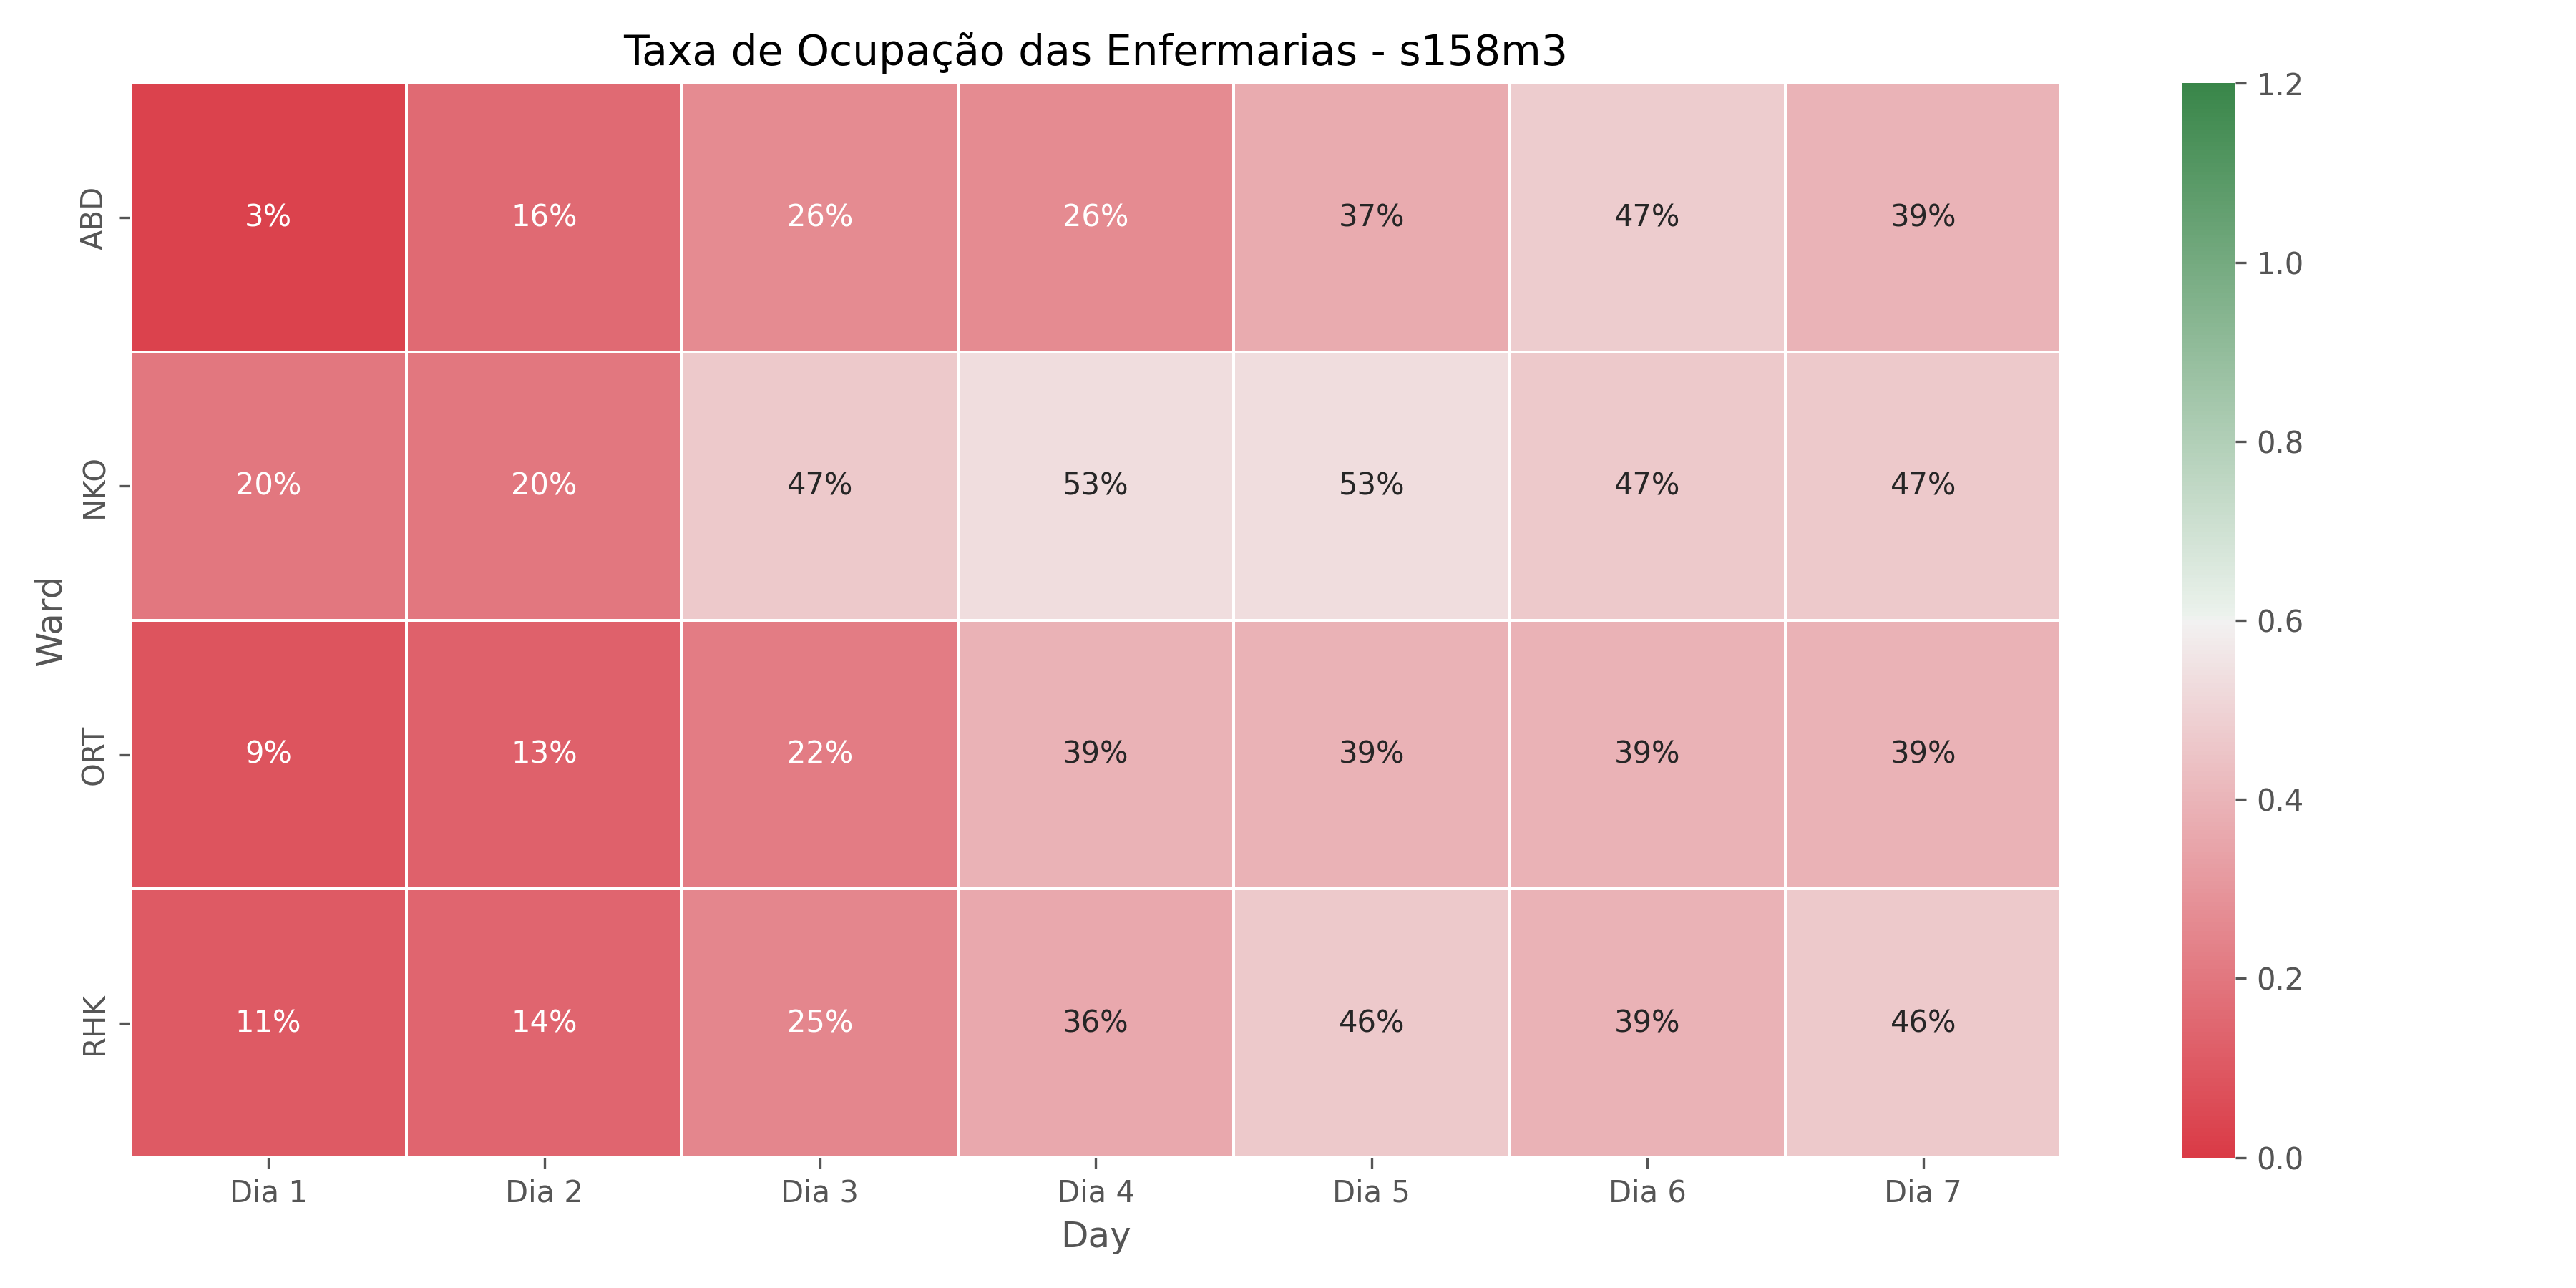 Taxa de Ocupação das Enfermarias - s158m3
Ward
ABD
3% 16% 26% 26% 37% 47% 39%
NKO
20% 20% 47% 53% 53% 47% 47%
ORT
9% 13% 22% 39% 39% 39% 39%
RHK
11% 14% 25% 36% 46% 39% 46%
Dia 1 Dia 2 Dia 3 Dia 4 Dia 5 Dia 6 Dia 7
Day
1.2
1.0
0.8
0.6
0.4
0.2
0.0